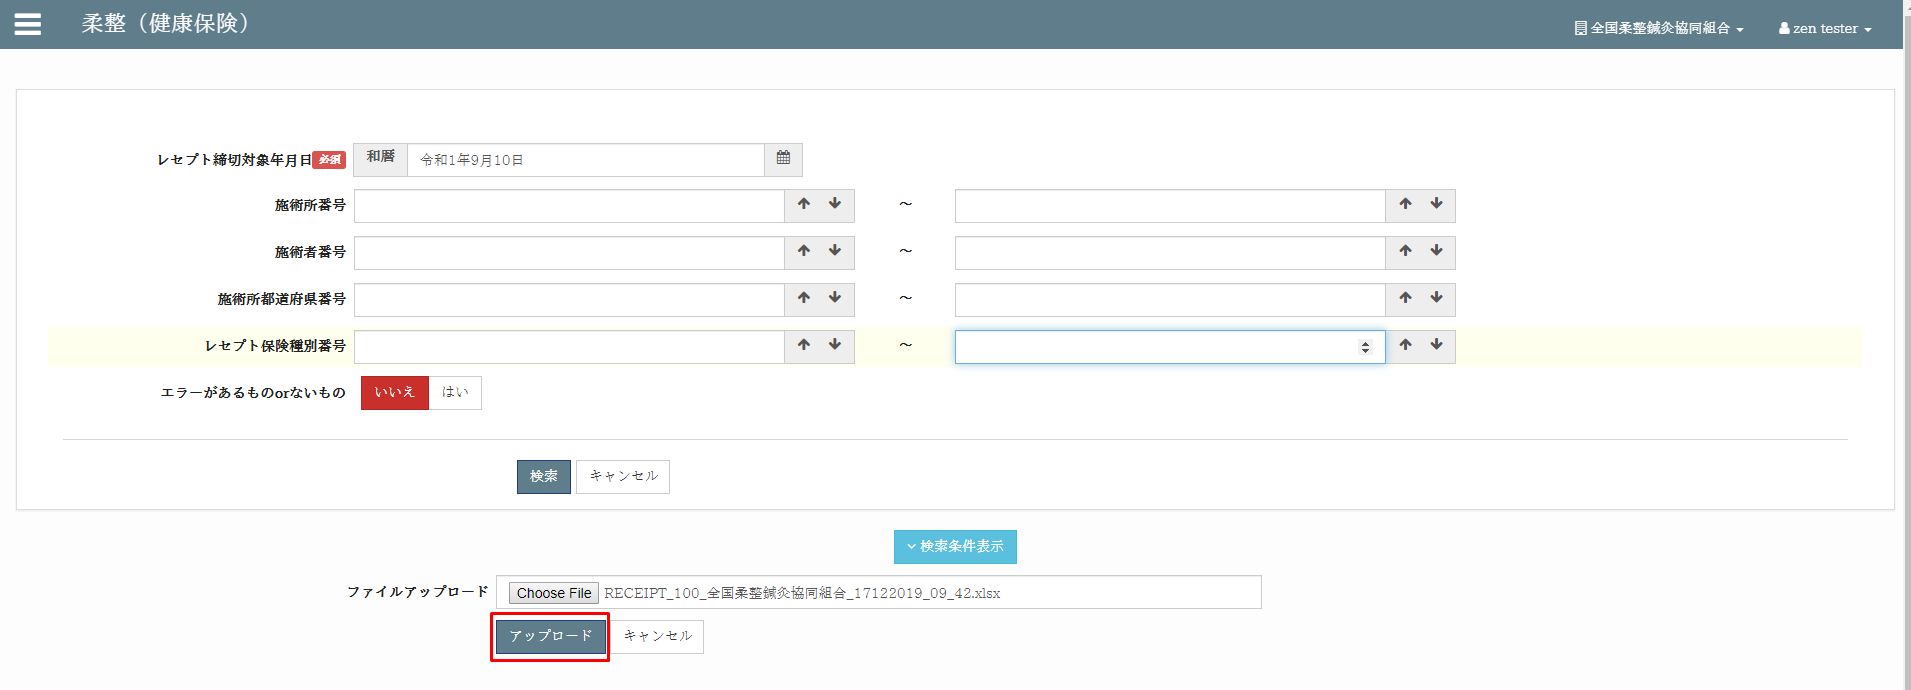 柔整（健康保険）
全国柔整鍼灸協同組合 zen tester
レセプト締切対象年月日 必須 和暦 令和1年9月10日
施術所番号 ～
施術者番号 ～
施術所都道府県番号 ～
レセプト保険種別番号 ～
エラーがあるものorないもの いいえ はい
検索 キャンセル
検索条件表示
ファイルアップロード Choose File RECEIPT_100_全国柔整鍼灸協同組合_17122019_09_42.xlsx
アップロード キャンセル